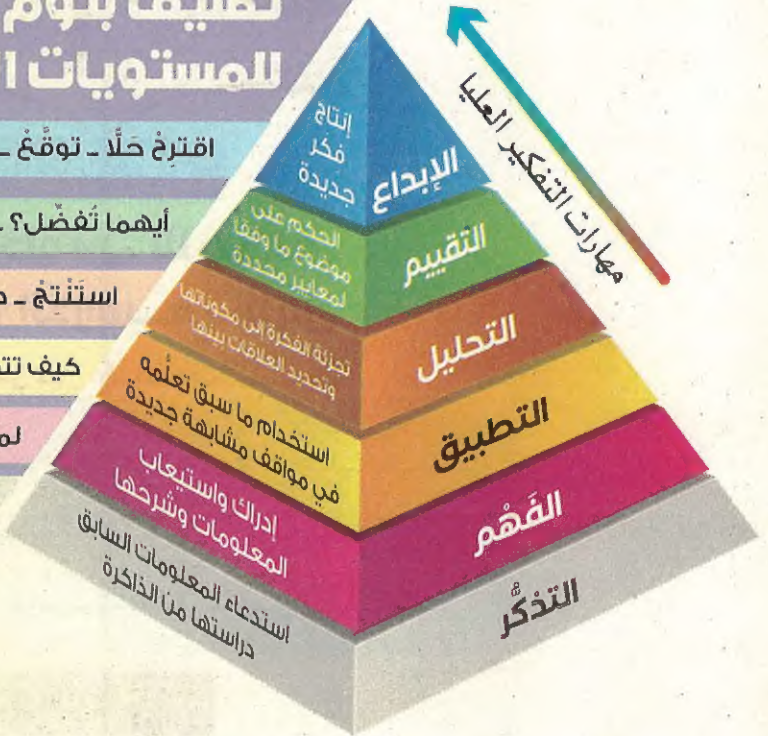 تصنيف بلوم
للمستويات
اقترِحْ حَلًّا ـ توقَّعْ ـ
أيهما تُفضِّل؟ ـ
استَنْتِجْ ـ
كيف
مهارات التفكير العليا
إنتاج
فكر
جديدة
الإبداع
الحكم على
موضوع ما وفقًا
لمعايير محددة
التقييم
تجزئة الفكرة إلى مكوناتها
وتحديد العلاقات بينها
التحليل
استخدام ما سبق تعلُّمه
في مواقف مشابهة جديدة
التطبيق
إدراك واستيعاب
المعلومات وشرحها
الفَهْم
استدعاء المعلومات السابق
دراستها من الذاكرة
التذكُّر